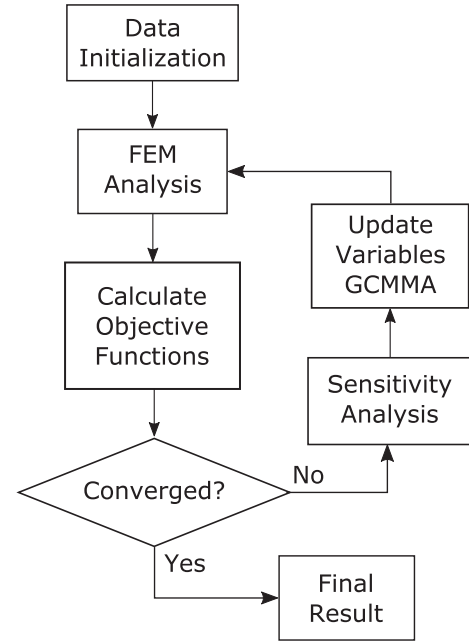 Data
Initialization
FEM
Analysis
Calculate
Objective
Functions
Converged?
No
Sensitivity
Analysis
Update
Variables
GCMMA
Yes
Final
Result